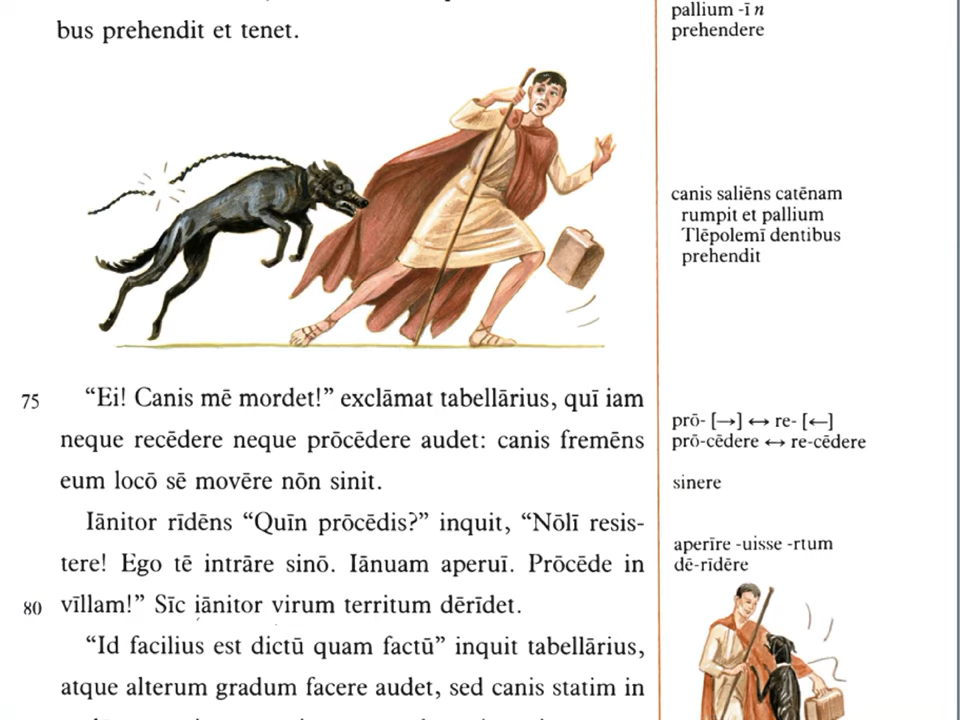 bus prehendit et tenet.
pallium -ī n
prehendere
canis saliēns catēnam
rumpit et pallium
Tlēpolemī dentibus
prehendit
75 “Ei! Canis mē mordet!” exclāmat tabellārius, quī iam
neque recēdere neque prōcēdere audet: canis fremēns
eum locō sē movēre nōn sinit.
prō- [→] ↔ re- [←]
prō-cēdere ↔ re-cēdere
sinere
Iānitor rīdēns “Quīn prōcēdis?” inquit, “Nōlī resis-
tere! Ego tē intrāre sinō. Iānuam aperuī. Prōcēde in
80 vīllam!” Sīc iānitor virum territum dērīdet.
aperīre -uisse -rtum
dē-rīdēre
“Id facilius est dictū quam factū” inquit tabellārius,
atque alterum gradum facere audet, sed canis statim in